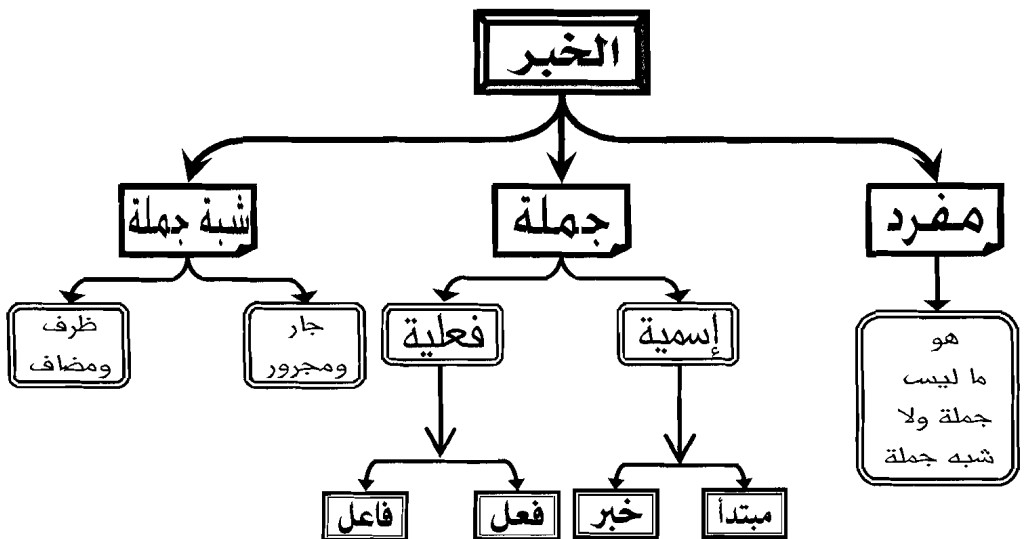 الخبر
مفرد
جملة
شبة جملة
هو
ما ليس
جملة ولا
شبه جملة
إسمية
فعلية
جار
ومجرور
ظرف
ومضاف
مبتدأ
خبر
فعل
فاعل